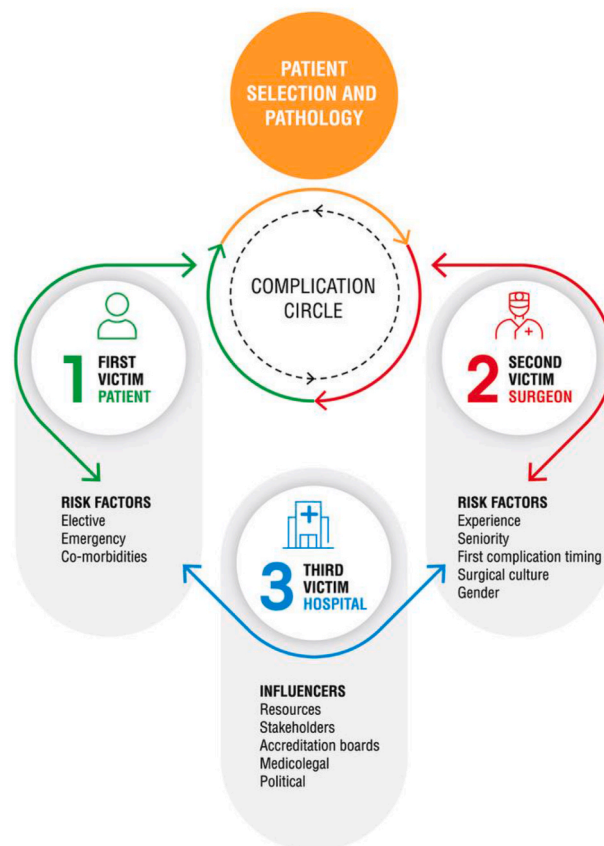 PATIENT
SELECTION AND
PATHOLOGY
COMPLICATION
CIRCLE
1
FIRST
VICTIM
PATIENT
RISK FACTORS
Elective
Emergency
Co-morbidities
2
SECOND
VICTIM
SURGEON
RISK FACTORS
Experience
Seniority
First complication timing
Surgical culture
Gender
3
THIRD
VICTIM
HOSPITAL
INFLUENCERS
Resources
Stakeholders
Accreditation boards
Medicolegal
Political